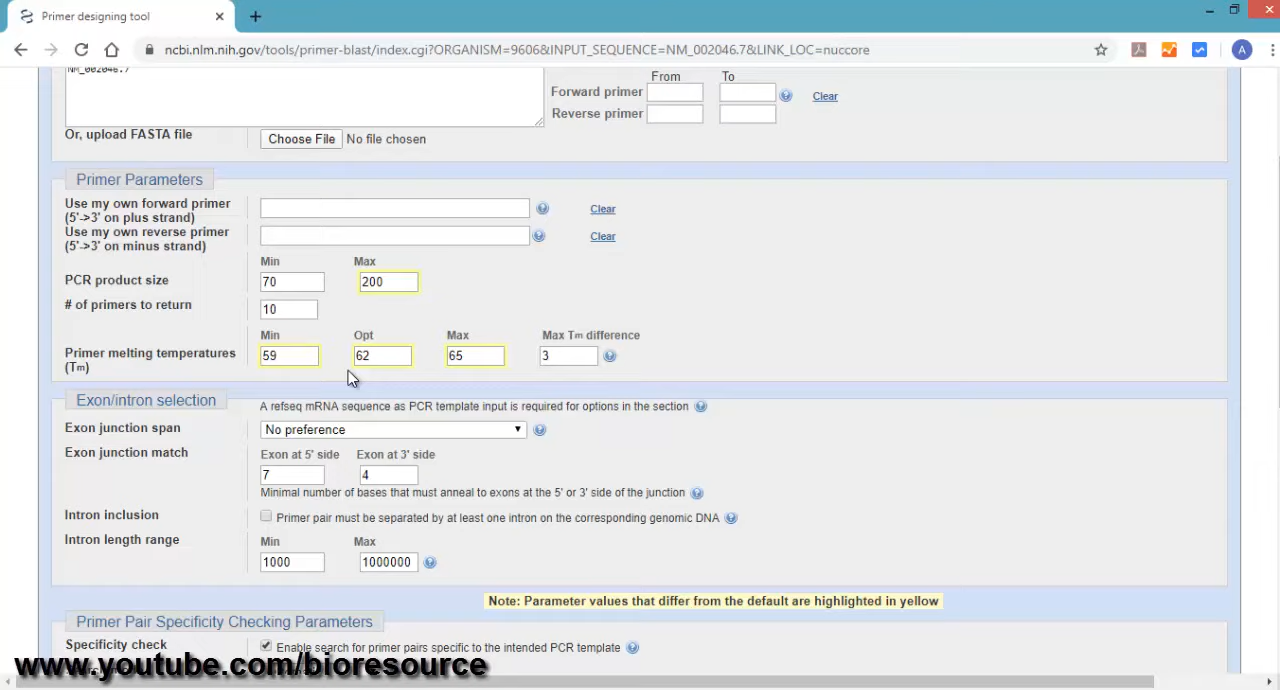 Primer designing tool
ncbi.nlm.nih.gov/tools/primer-blast/index.cgi?ORGANISM=9606&INPUT_SEQUENCE=NM_002046.7&LINK_LOC=nuccore
A
NM_002046.7
From To
Forward primer Clear
Reverse primer
Or, upload FASTA file Choose File No file chosen
Primer Parameters
Use my own forward primer
(5'->3' on plus strand) Clear
Use my own reverse primer
(5'->3' on minus strand) Clear
Min Max
PCR product size 70 200
# of primers to return 10
Min Opt Max Max Tm difference
Primer melting temperatures
(Tm) 59 62 65 3
Exon/intron selection A refseq mRNA sequence as PCR template input is required for options in the section
Exon junction span No preference
Exon junction match Exon at 5' side Exon at 3' side
7 4
Minimal number of bases that must anneal to exons at the 5' or 3' side of the junction
Intron inclusion Primer pair must be separated by at least one intron on the corresponding genomic DNA
Intron length range Min Max
1000 1000000
Note: Parameter values that differ from the default are highlighted in yellow
Primer Pair Specificity Checking Parameters
Specificity check Enable search for primer pairs specific to the intended PCR template
www.youtube.com/bioresource